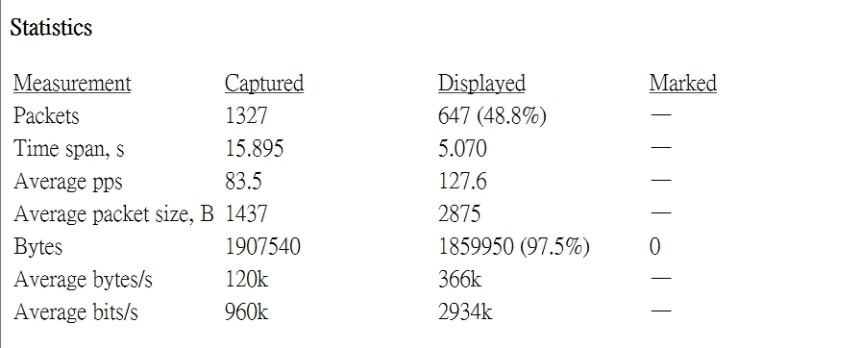 Statistics
Measurement Captured Displayed Marked
Packets 1327 647 (48.8%) —
Time span, s 15.895 5.070 —
Average pps 83.5 127.6 —
Average packet size, B 1437 2875 —
Bytes 1907540 1859950 (97.5%) 0
Average bytes/s 120k 366k —
Average bits/s 960k 2934k —